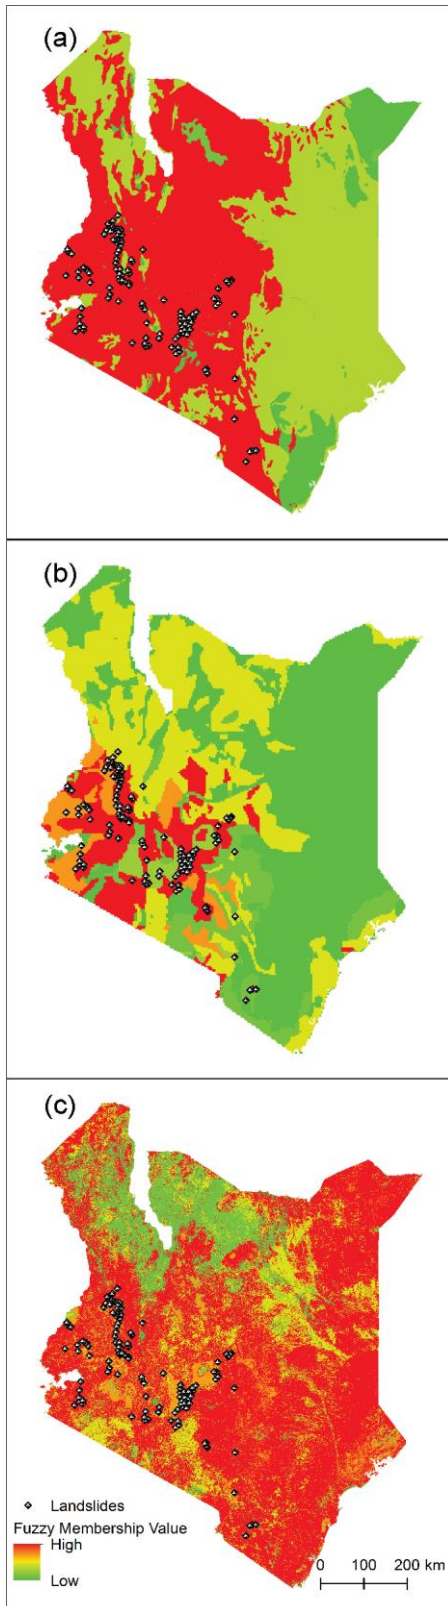 (a)
(b)
(c)
Landslides
Fuzzy Membership Value
High
Low
0 100 200 km